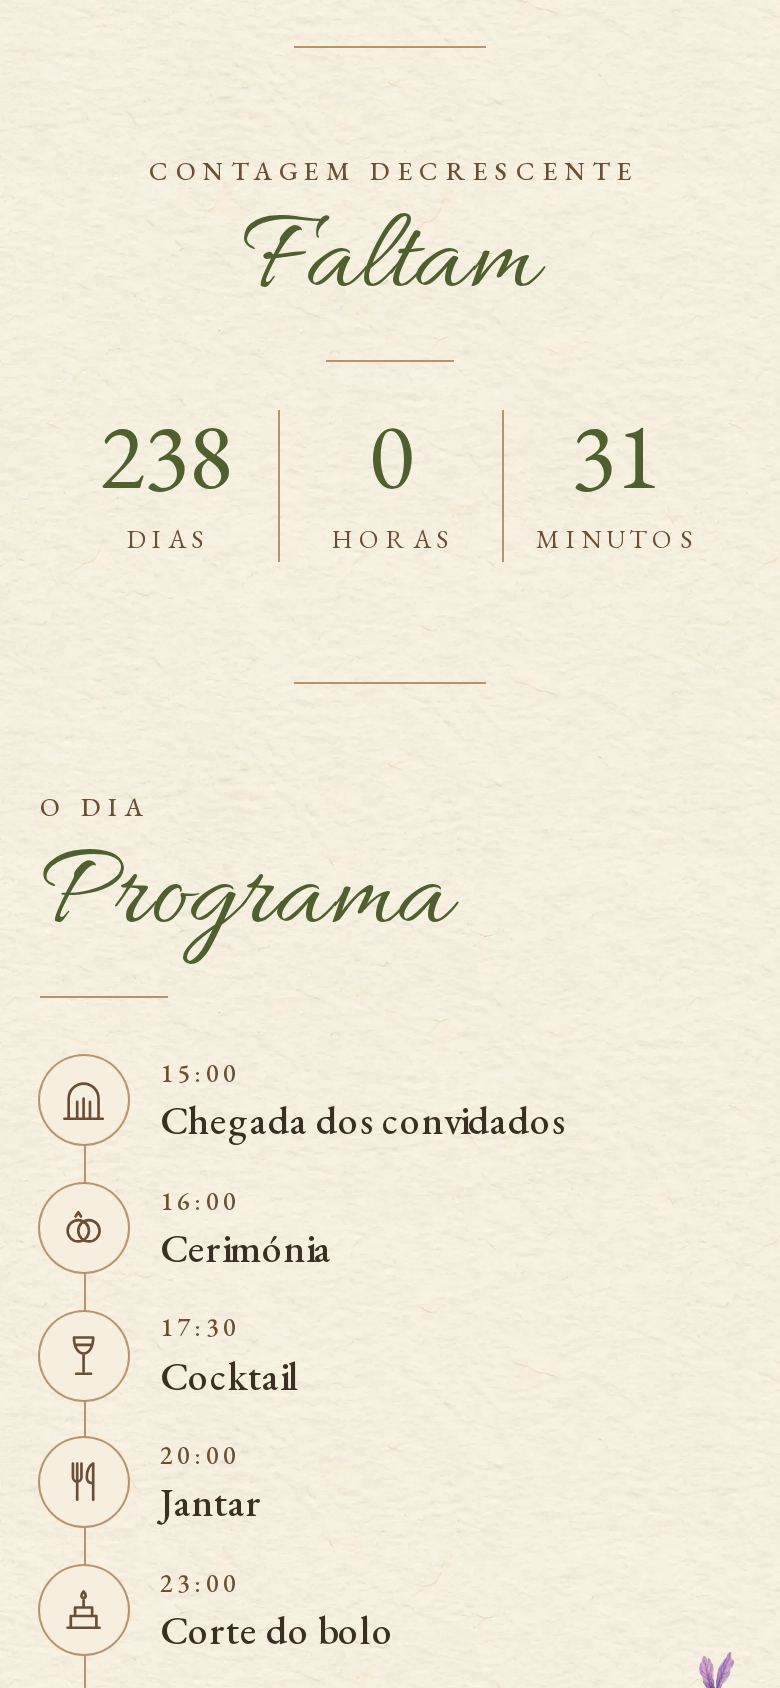 CONTAGEM DECRESCENTE
Faltam
238 0 31
DIAS HORAS MINUTOS
O DIA
Programa
15:00
Chegada dos convidados
16:00
Cerimónia
17:30
Cocktail
20:00
Jantar
23:00
Corte do bolo